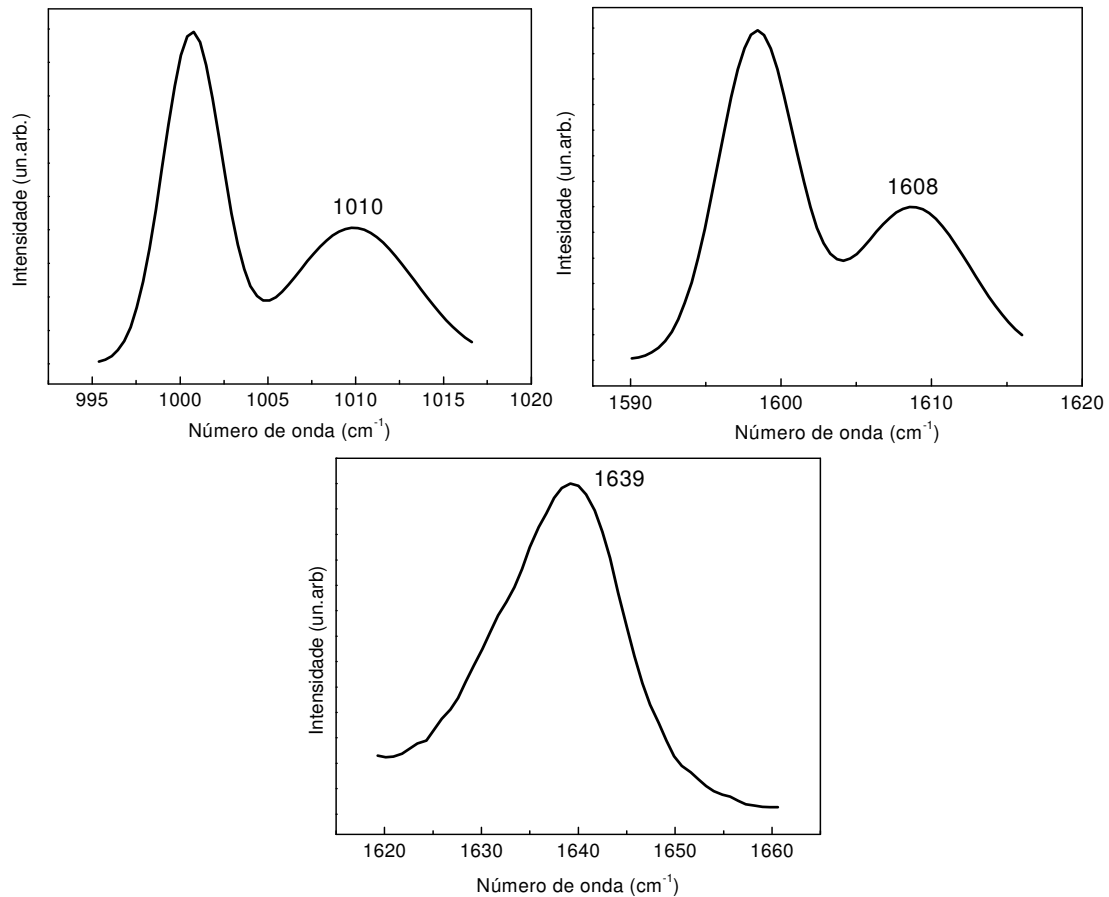 Intensidade (un.arb.)
1010
995 1000 1005 1010 1015 1020
Número de onda (cm⁻¹)
Intesidade (un.arb.)
1608
1590 1600 1610 1620
Número de onda (cm⁻¹)
Intensidade (un.arb)
1639
1620 1630 1640 1650 1660
Número de onda (cm⁻¹)